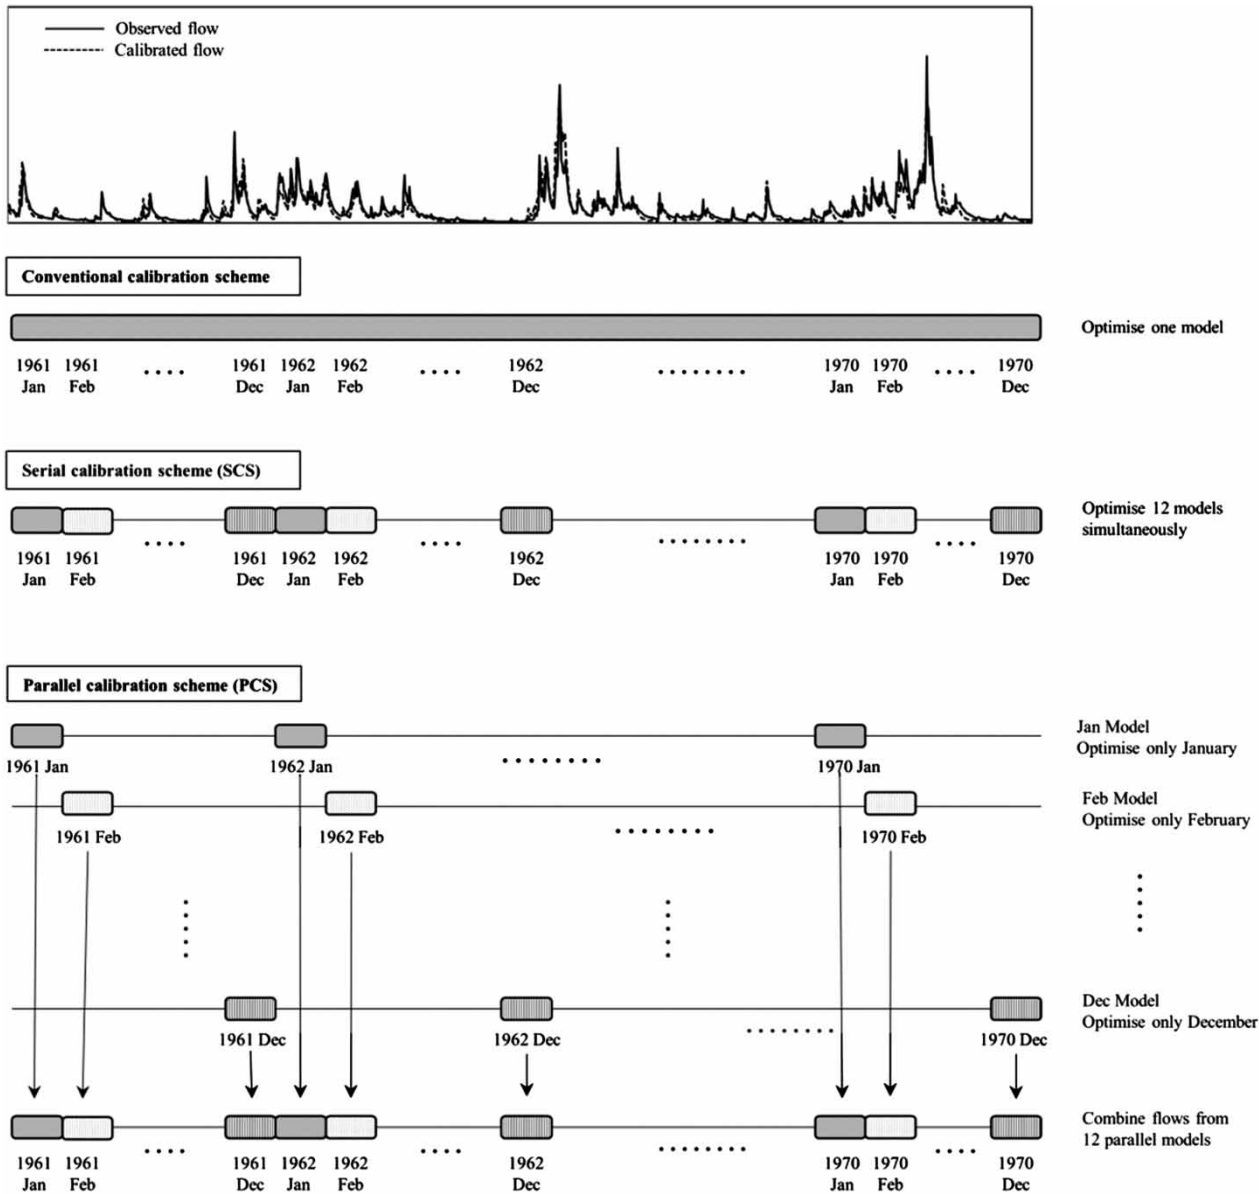 Observed flow
Calibrated flow
Conventional calibration scheme
Optimise one model
1961 1961 .... 1961 1962 1962 .... 1962 ........ 1970 1970 .... 1970
Jan Feb Dec Jan Feb Dec Jan Feb Dec
Serial calibration scheme (SCS)
Optimise 12 models
simultaneously
1961 1961 .... 1961 1962 1962 .... 1962 ........ 1970 1970 .... 1970
Jan Feb Dec Jan Feb Dec Jan Feb Dec
Parallel calibration scheme (PCS)
Jan Model
Optimise only January
1961 Jan 1962 Jan ........ 1970 Jan
Feb Model
Optimise only February
1961 Feb 1962 Feb ........ 1970 Feb
Dec Model
Optimise only December
1961 Dec 1962 Dec ........ 1970 Dec
Combine flows from
12 parallel models
1961 1961 .... 1961 1962 1962 .... 1962 ........ 1970 1970 .... 1970
Jan Feb Dec Jan Feb Dec Jan Feb Dec